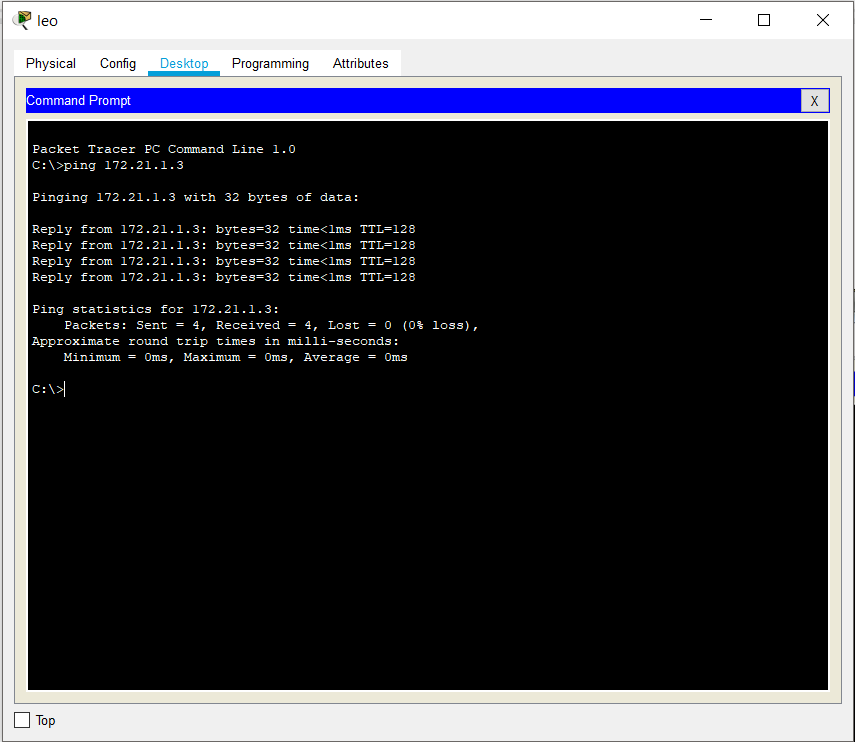 leo
Physical Config Desktop Programming Attributes
Command Prompt X
Packet Tracer PC Command Line 1.0
C:\>ping 172.21.1.3
Pinging 172.21.1.3 with 32 bytes of data:
Reply from 172.21.1.3: bytes=32 time<1ms TTL=128
Reply from 172.21.1.3: bytes=32 time<1ms TTL=128
Reply from 172.21.1.3: bytes=32 time<1ms TTL=128
Reply from 172.21.1.3: bytes=32 time<1ms TTL=128
Ping statistics for 172.21.1.3:
    Packets: Sent = 4, Received = 4, Lost = 0 (0% loss),
Approximate round trip times in milli-seconds:
    Minimum = 0ms, Maximum = 0ms, Average = 0ms
C:\>
Top